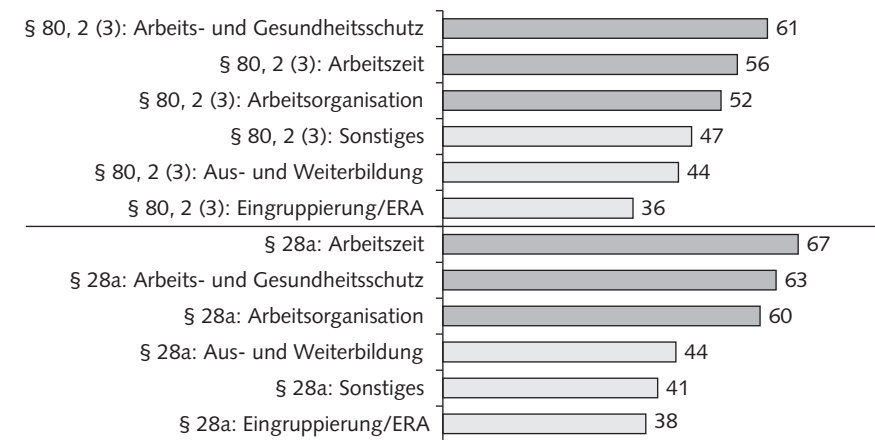 § 80, 2 (3): Arbeits- und Gesundheitsschutz 61
§ 80, 2 (3): Arbeitszeit 56
§ 80, 2 (3): Arbeitsorganisation 52
§ 80, 2 (3): Sonstiges 47
§ 80, 2 (3): Aus- und Weiterbildung 44
§ 80, 2 (3): Eingruppierung/ERA 36
§ 28a: Arbeitszeit 67
§ 28a: Arbeits- und Gesundheitsschutz 63
§ 28a: Arbeitsorganisation 60
§ 28a: Aus- und Weiterbildung 44
§ 28a: Sonstiges 41
§ 28a: Eingruppierung/ERA 38